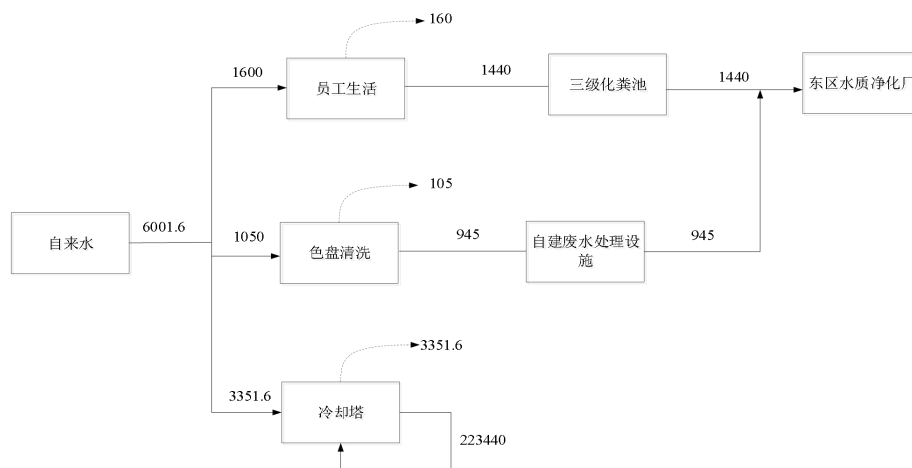 160
1600
员工生活
1440
三级化粪池
1440
东区水质净化厂
105
自来水
6001.6
1050
色盘清洗
945
自建废水处理设
施
945
3351.6
3351.6
冷却塔
223440